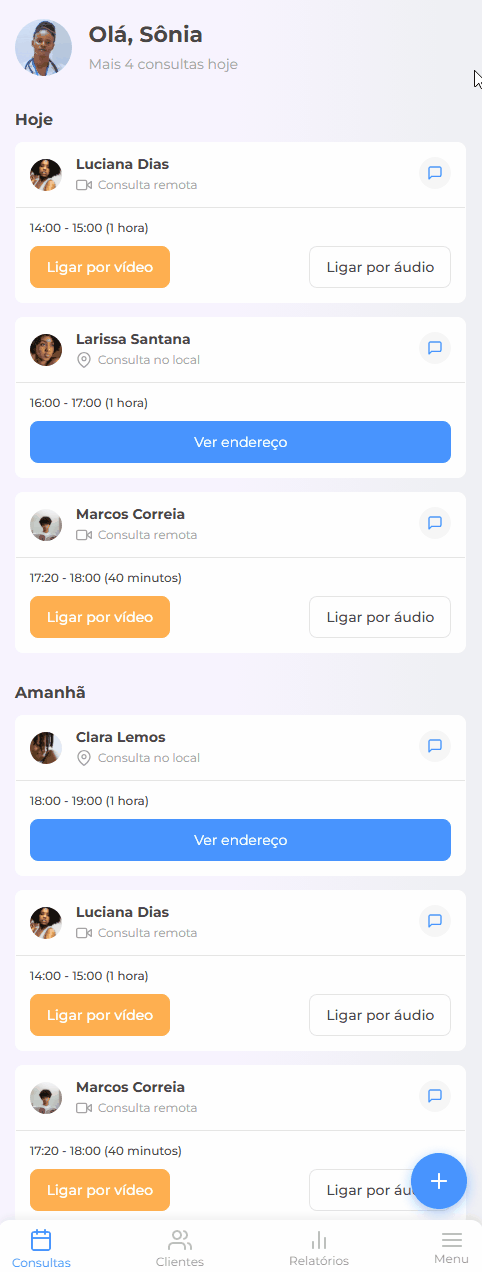 Olá, Sônia
Mais 4 consultas hoje
Hoje
Luciana Dias
Consulta remota
14:00 - 15:00 (1 hora)
Ligar por vídeo
Ligar por áudio
Larissa Santana
Consulta no local
16:00 - 17:00 (1 hora)
Ver endereço
Marcos Correia
Consulta remota
17:20 - 18:00 (40 minutos)
Ligar por vídeo
Ligar por áudio
Amanhã
Clara Lemos
Consulta no local
18:00 - 19:00 (1 hora)
Ver endereço
Luciana Dias
Consulta remota
14:00 - 15:00 (1 hora)
Ligar por vídeo
Ligar por áudio
Marcos Correia
Consulta remota
17:20 - 18:00 (40 minutos)
Ligar por vídeo
Ligar por
Consultas
Clientes
Relatórios
Menu